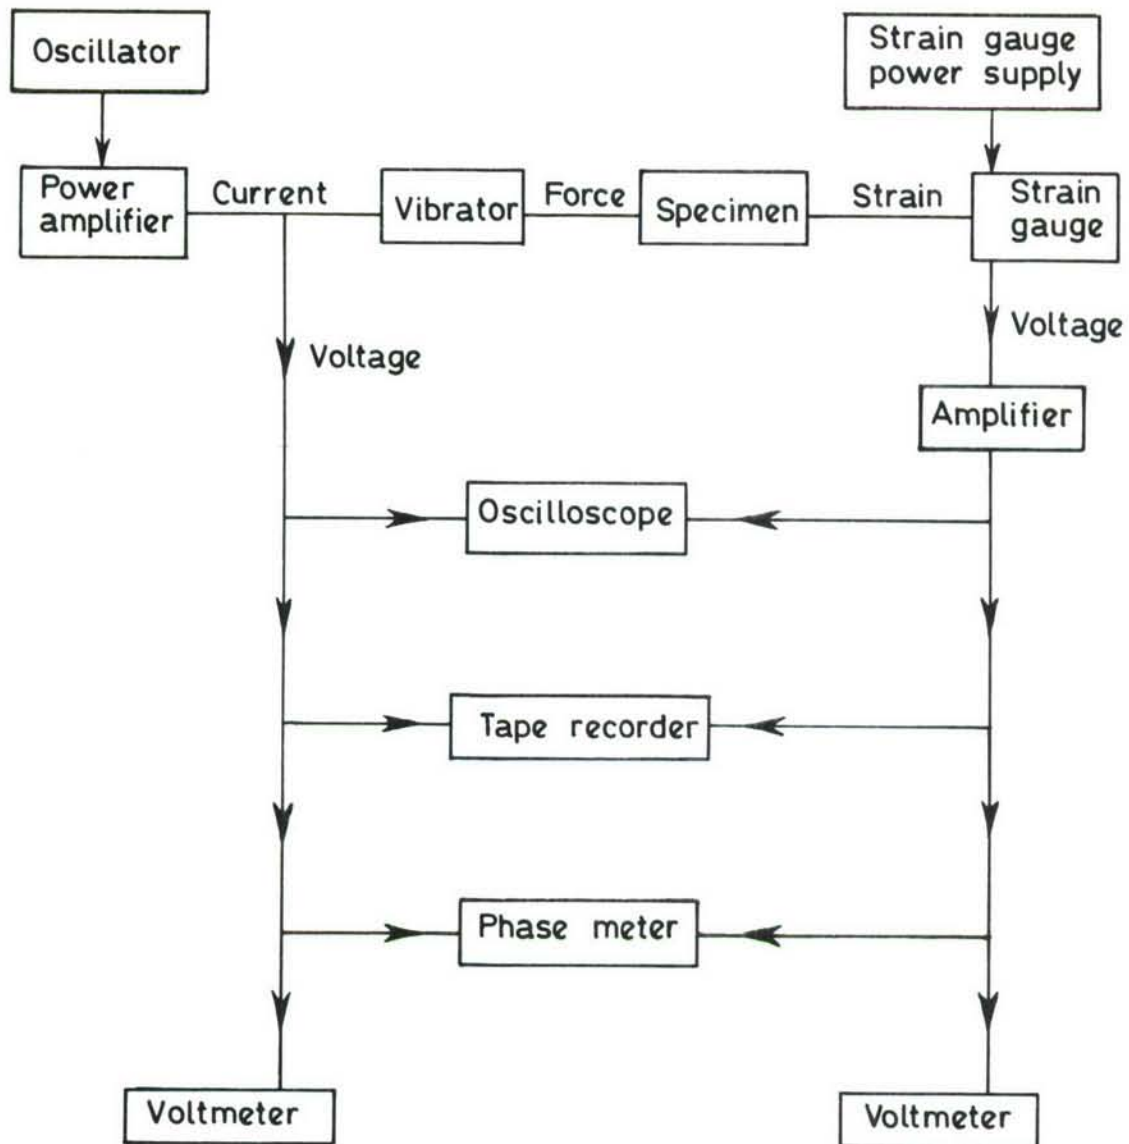 Oscillator
Strain gauge
power supply
Power
amplifier
Current
Vibrator
Force
Specimen
Strain
Strain
gauge
Voltage
Voltage
Amplifier
Oscilloscope
Tape recorder
Phase meter
Voltmeter
Voltmeter